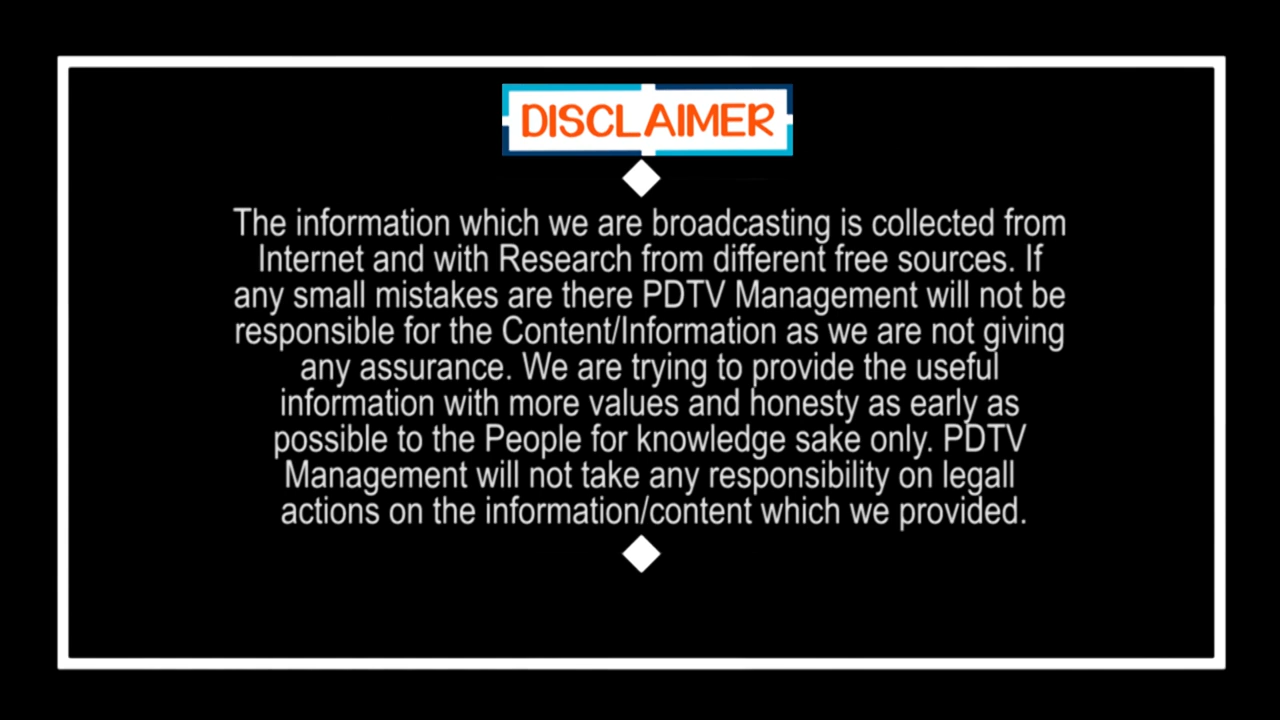 DISCLAIMER
The information which we are broadcasting is collected from
Internet and with Research from different free sources. If
any small mistakes are there PDTV Management will not be
responsible for the Content/Information as we are not giving
any assurance. We are trying to provide the useful
information with more values and honesty as early as
possible to the People for knowledge sake only. PDTV
Management will not take any responsibility on legall
actions on the information/content which we provided.